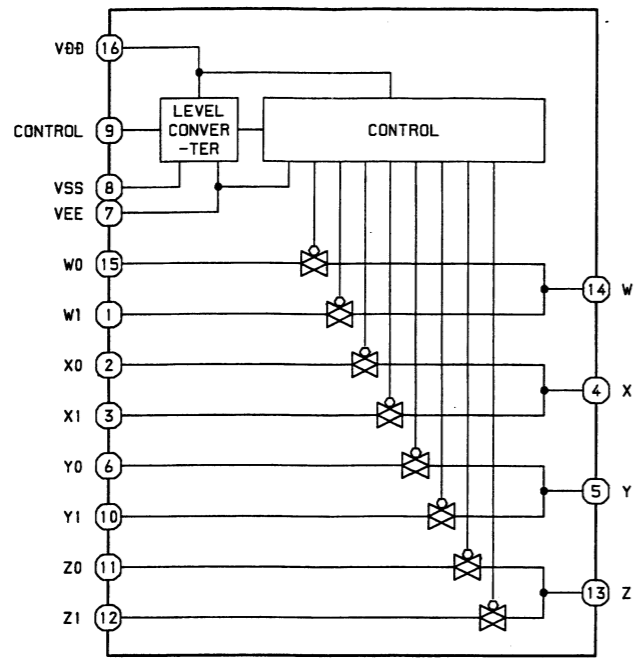 VDD 16
LEVEL
CONVER
-TER
CONTROL
CONTROL 9
VSS 8
VEE 7
W0 15
14 W
W1 1
X0 2
4 X
X1 3
Y0 6
5 Y
Y1 10
Z0 11
13 Z
Z1 12